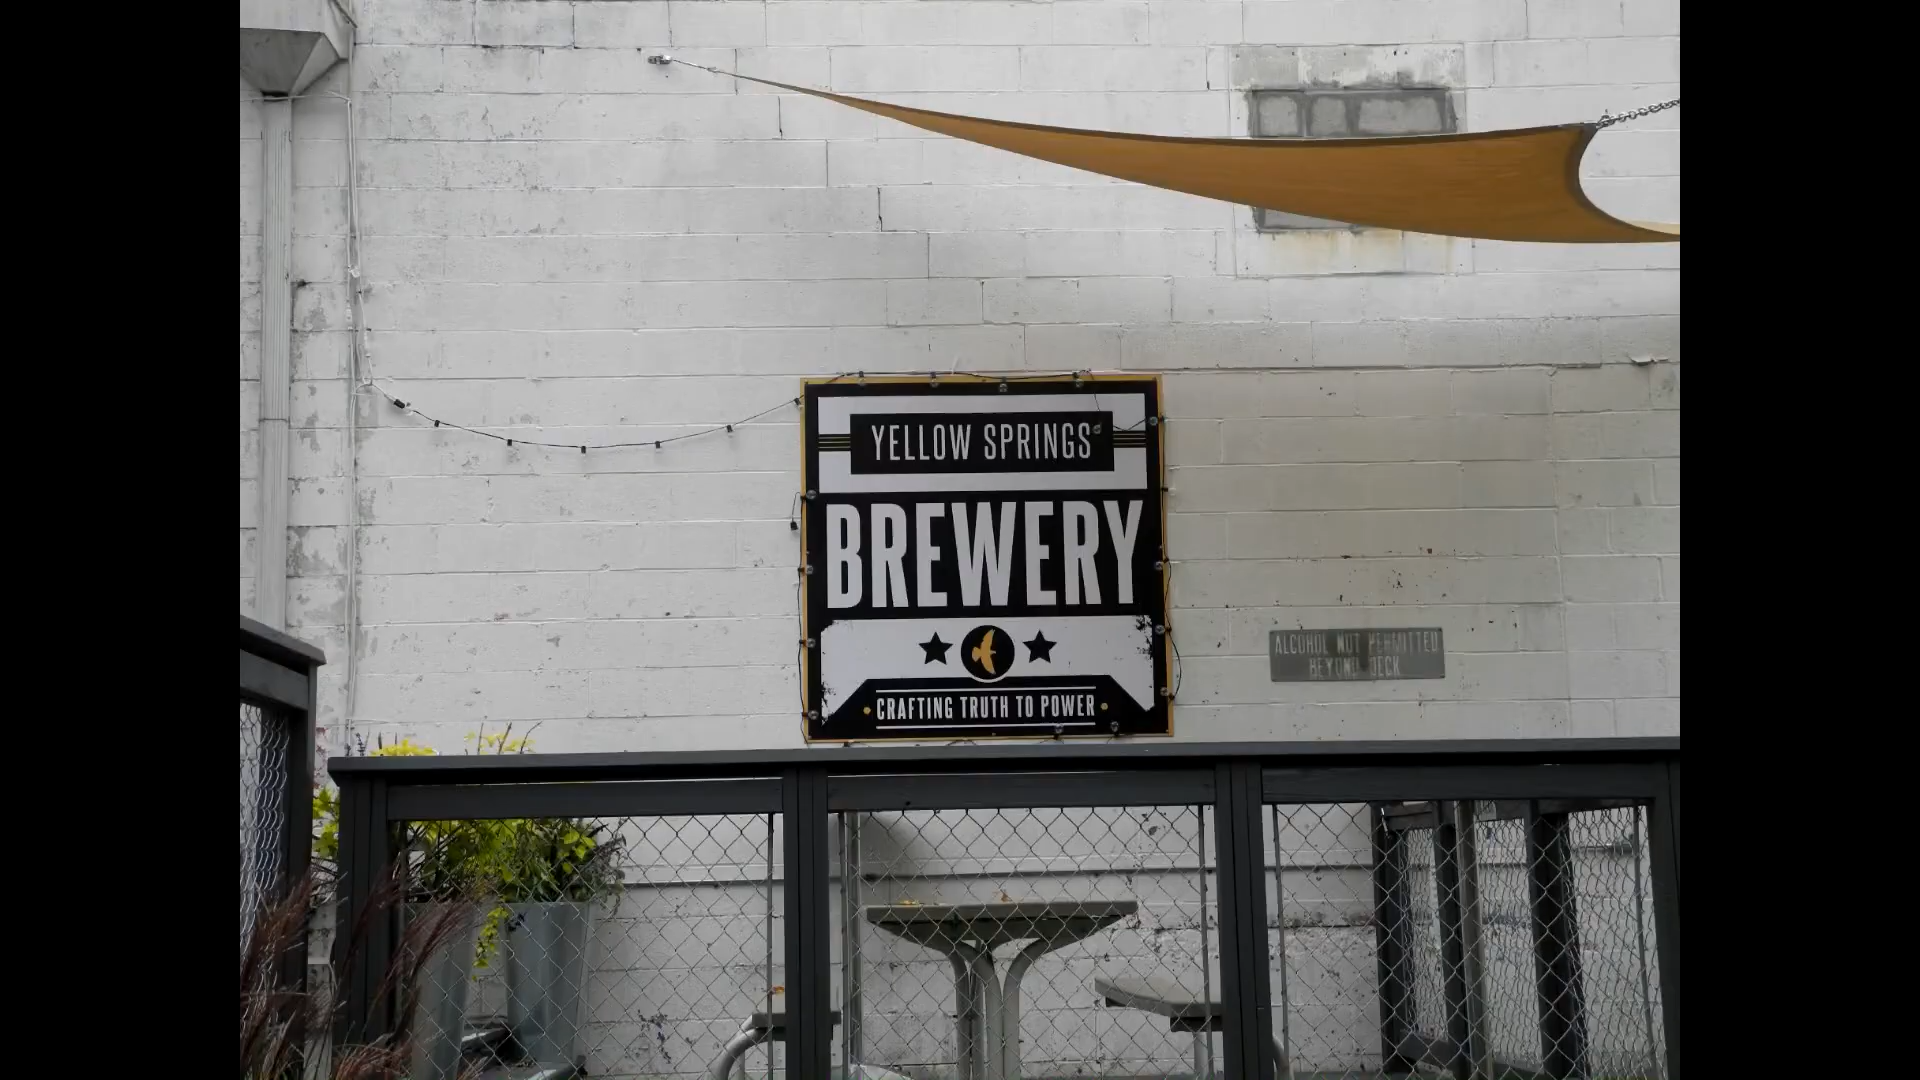 YELLOW SPRINGS
BREWERY
CRAFTING TRUTH TO POWER
ALCOHOL NOT PERMITTED
BEYOND DECK